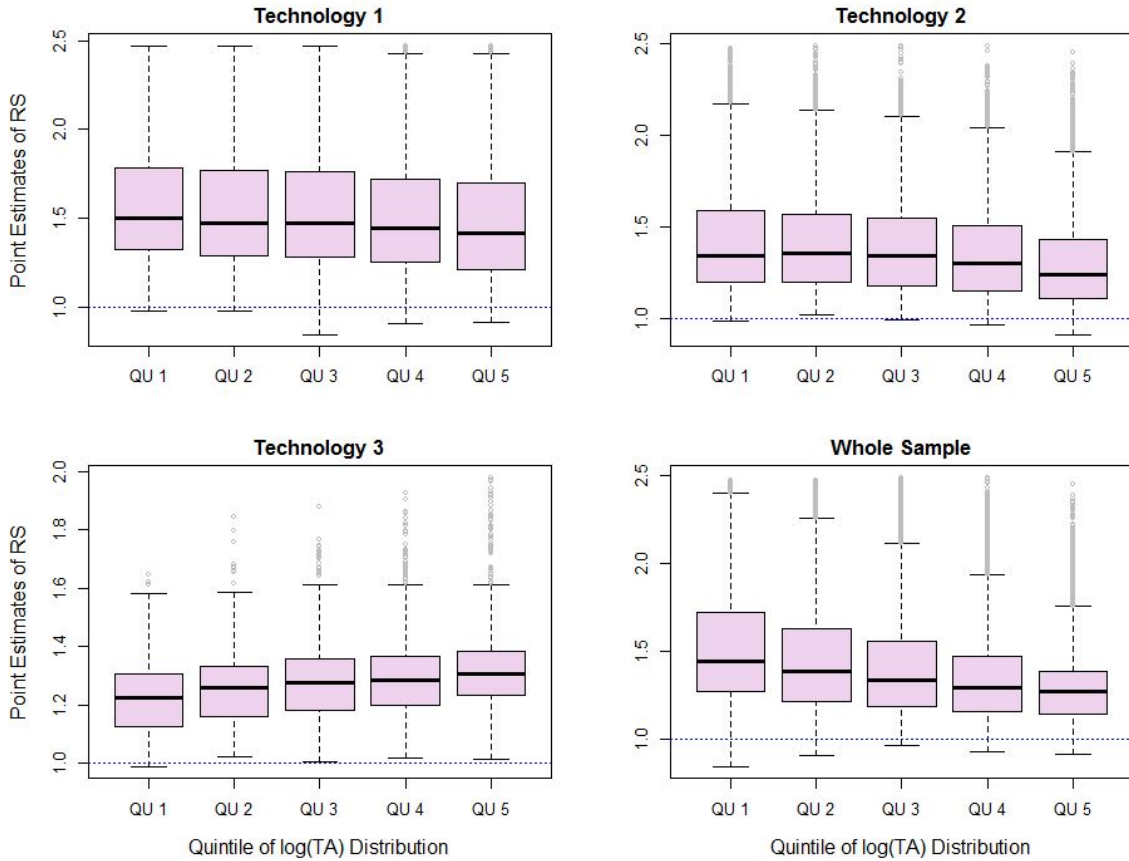 Technology 1
Point Estimates of RS
2.5
2.0
1.5
1.0
QU 1 QU 2 QU 3 QU 4 QU 5
Technology 2
2.5
2.0
1.5
1.0
QU 1 QU 2 QU 3 QU 4 QU 5
Technology 3
Point Estimates of RS
2.0
1.8
1.6
1.4
1.2
1.0
QU 1 QU 2 QU 3 QU 4 QU 5
Quintile of log(TA) Distribution
Whole Sample
2.5
2.0
1.5
1.0
QU 1 QU 2 QU 3 QU 4 QU 5
Quintile of log(TA) Distribution